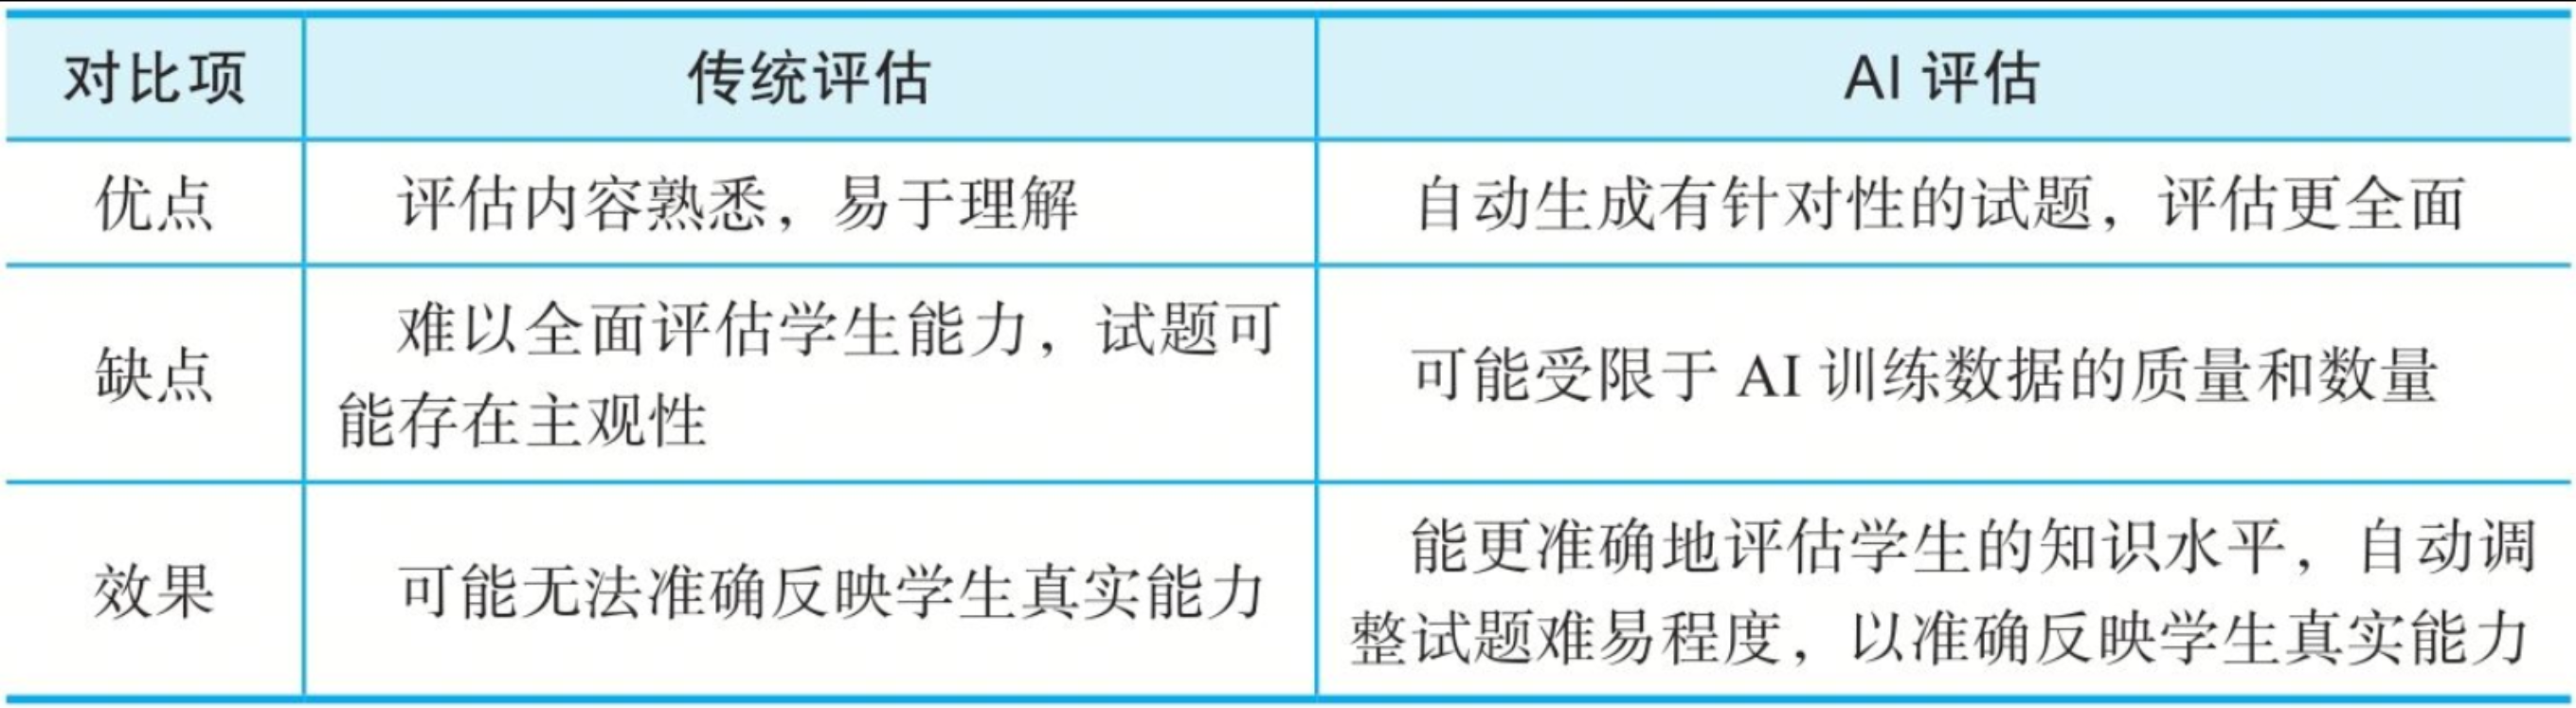 对比项 传统评估 AI 评估
优点 评估内容熟悉，易于理解 自动生成有针对性的试题，评估更全面
缺点 难以全面评估学生能力，试题可
能存在主观性 可能受限于 AI 训练数据的质量和数量
效果 可能无法准确反映学生真实能力 能更准确地评估学生的知识水平，自动调
整试题难易程度，以准确反映学生真实能力